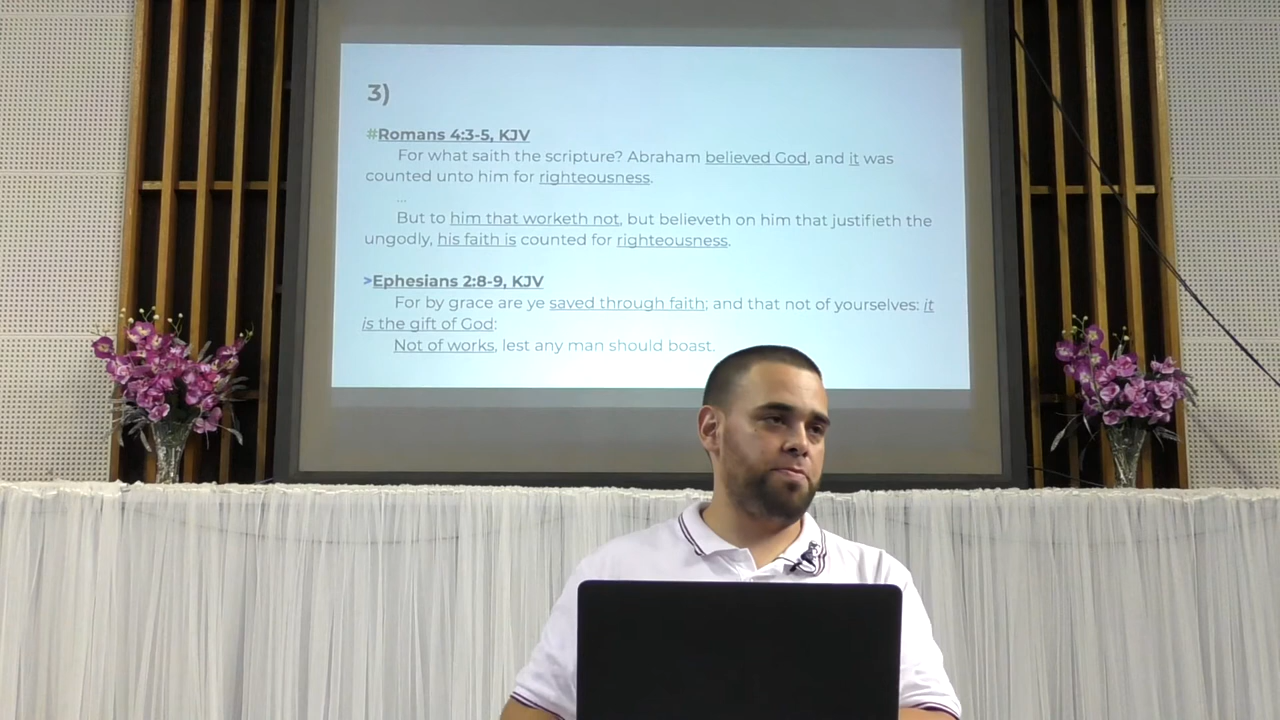 3)
#Romans 4:3-5, KJV
For what saith the scripture? Abraham believed God, and it was
counted unto him for righteousness.
...
But to him that worketh not, but believeth on him that justifieth the
ungodly, his faith is counted for righteousness.
>Ephesians 2:8-9, KJV
For by grace are ye saved through faith; and that not of yourselves: it
is the gift of God:
Not of works, lest any man should boast.